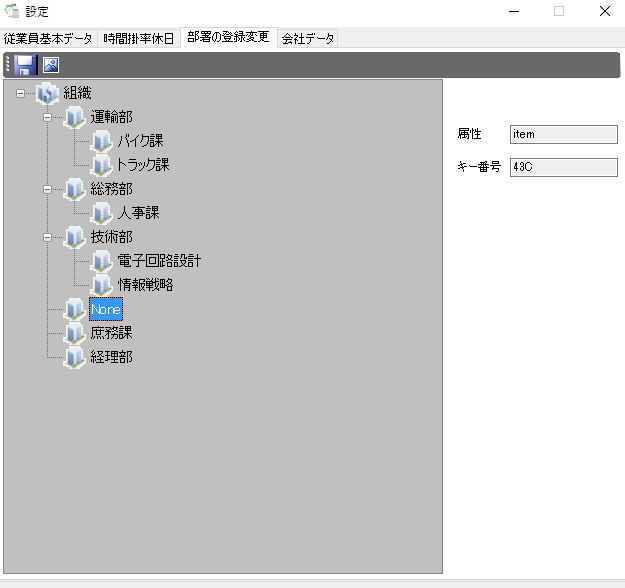 設定
従業員基本データ 時間掛率休日 部署の登録変更 会社データ
組織
運輸部
バイク課
トラック課
総務部
人事課
技術部
電子回路設計
情報戦略
None
庶務課
経理部
属性 item
キー番号 43C